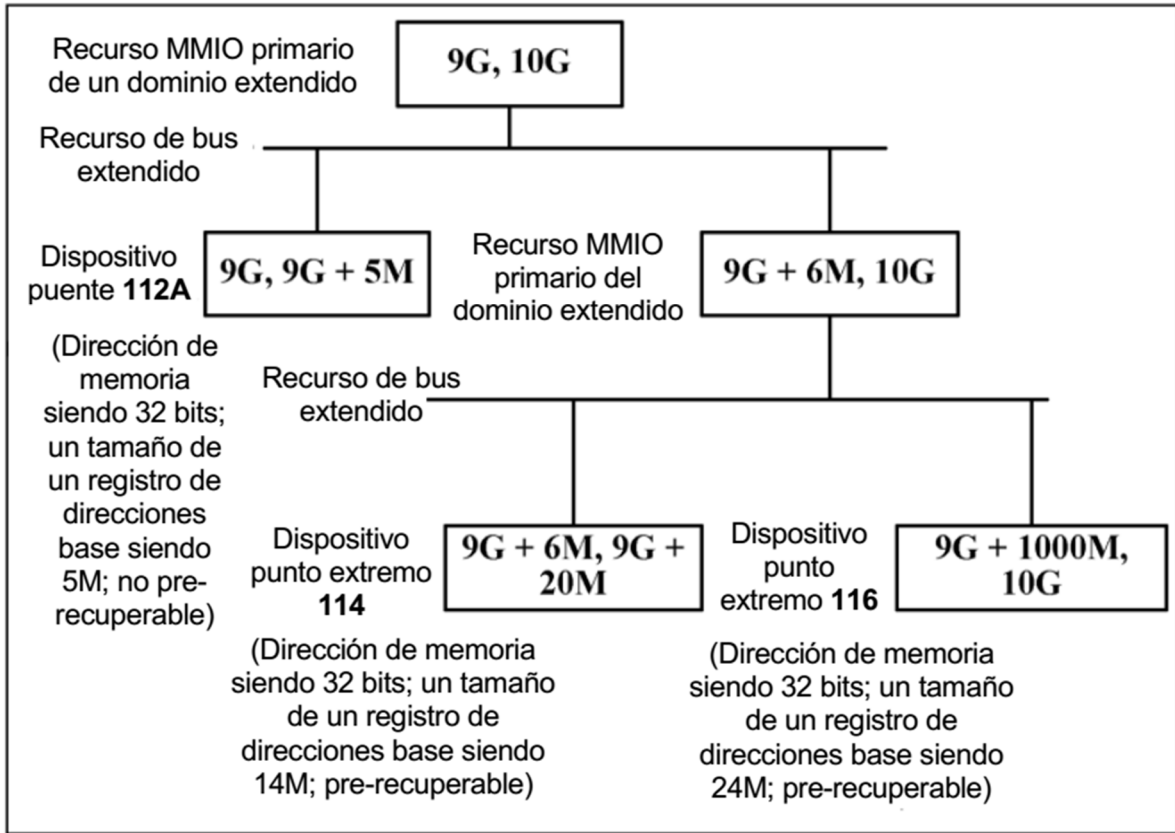 Recurso MMIO primario
de un dominio extendido
9G, 10G
Recurso de bus
extendido
Dispositivo
puente 112A
9G, 9G + 5M
Recurso MMIO
primario del
dominio extendido
9G + 6M, 10G
(Dirección de
memoria
siendo 32 bits;
un tamaño de
un registro de
direcciones
base siendo
5M; no pre-
recuperable)
Recurso de bus
extendido
Dispositivo
punto extremo
114
9G + 6M, 9G +
20M
Dispositivo
punto
extremo 116
9G + 1000M,
10G
(Dirección de memoria
siendo 32 bits; un tamaño
de un registro de
direcciones base siendo
14M; pre-recuperable)
(Dirección de memoria
siendo 32 bits; un tamaño
de un registro de
direcciones base siendo
24M; pre-recuperable)